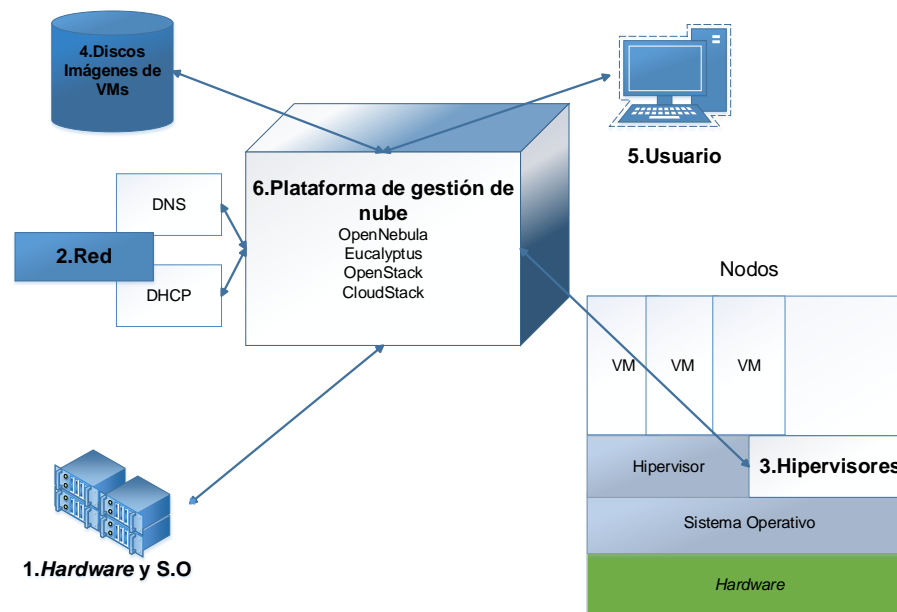 4.Discos
Imágenes de
VMs
5.Usuario
6.Plataforma de gestión de
nube
OpenNebula
Eucalyptus
OpenStack
CloudStack
DNS
2.Red
DHCP
Nodos
VM
VM
VM
Hipervisor
3.Hipervisores
Sistema Operativo
Hardware
1.Hardware y S.O